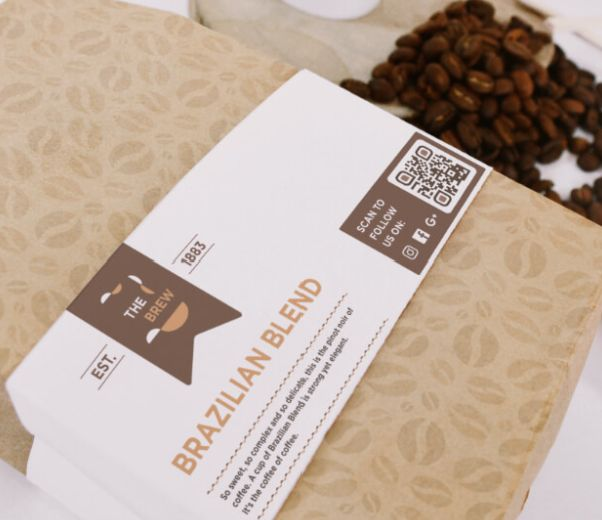 SCAN TO
FOLLOW
US ON:
G+
EST.
THE
BREW
1883
BRAZILIAN BLEND
So sweet, so complex and so delicate, this is the pinot noir of
coffee. A cup of Brazilian Blend is strong yet elegant.
It's the coffee of coffee.